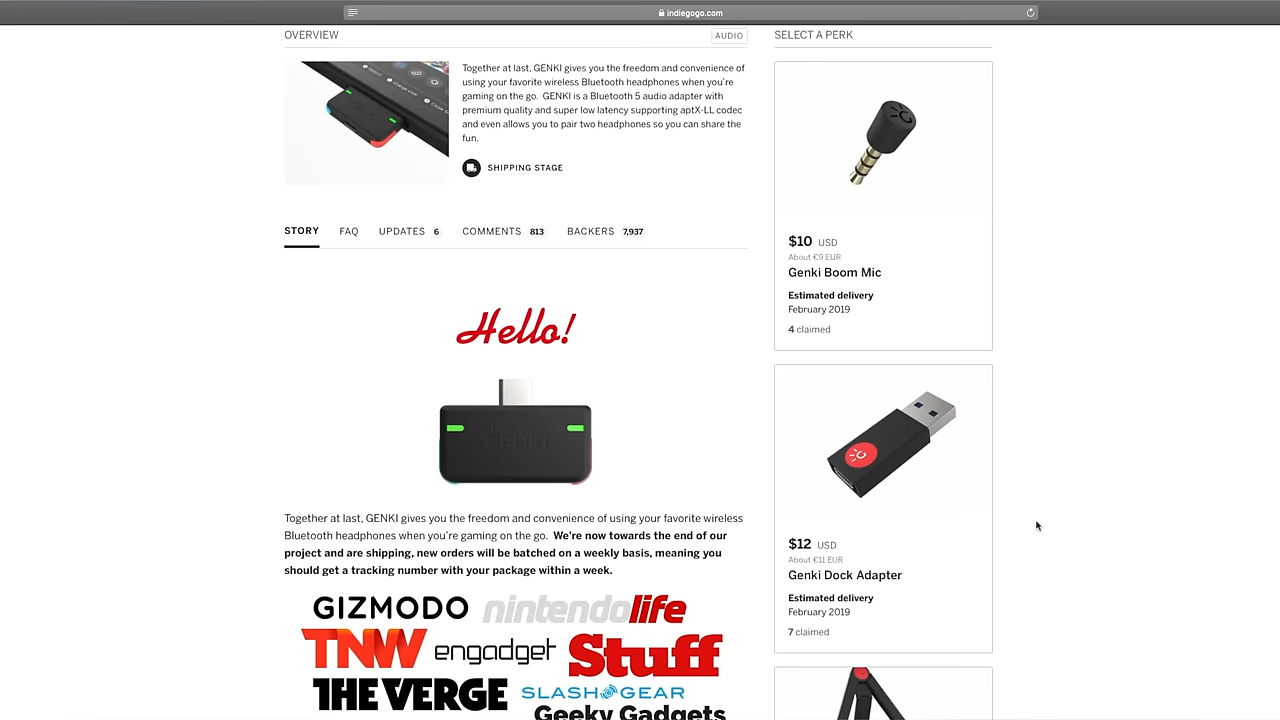 indiegogo.com
OVERVIEW
AUDIO
Together at last, GENKI gives you the freedom and convenience of
using your favorite wireless Bluetooth headphones when you're
gaming on the go. GENKI is a Bluetooth 5 audio adapter with
premium quality and super low latency supporting aptX-LL codec
and even allows you to pair two headphones so you can share the
fun.
SHIPPING STAGE
STORY FAQ UPDATES 6 COMMENTS 813 BACKERS 7,937
Hello!
GENKI
Together at last, GENKI gives you the freedom and convenience of using your favorite wireless
Bluetooth headphones when you're gaming on the go. We're now towards the end of our
project and are shipping, new orders will be batched on a weekly basis, meaning you
should get a tracking number with your package within a week.
GIZMODO nintendolife
TNW engadget Stuff
THE VERGE SLASHGEAR
Geeky Gadgets
SELECT A PERK
$10 USD
About €9 EUR
Genki Boom Mic
Estimated delivery
February 2019
4 claimed
$12 USD
About €11 EUR
Genki Dock Adapter
Estimated delivery
February 2019
7 claimed